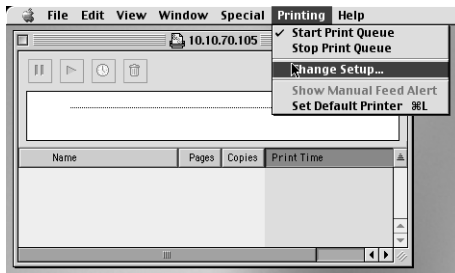 File Edit View Window Special Printing Help
10.10.70.105
✓ Start Print Queue
Stop Print Queue
Change Setup...
Show Manual Feed Alert
Set Default Printer ⌘L
Name Pages Copies Print Time